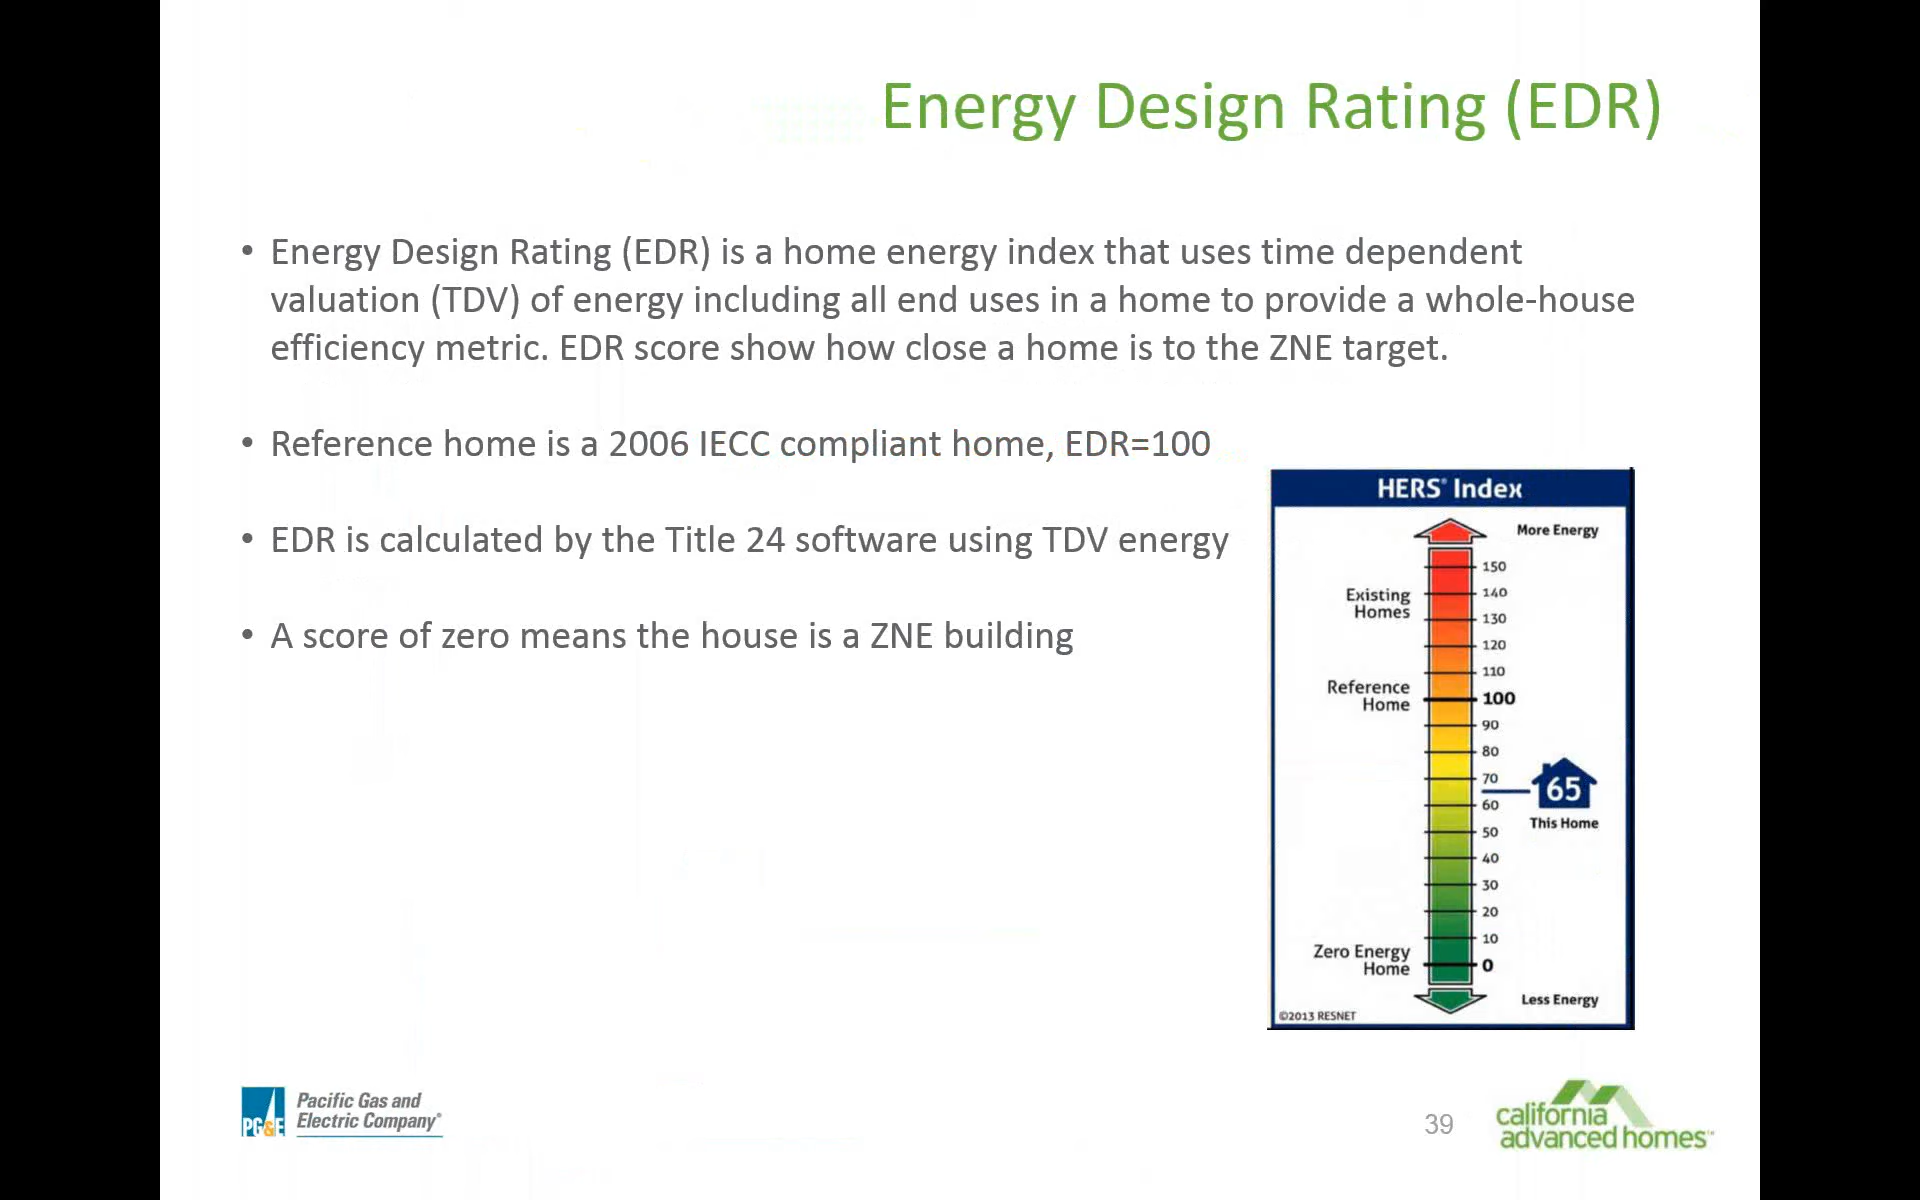 Energy Design Rating (EDR)
• Energy Design Rating (EDR) is a home energy index that uses time dependent
valuation (TDV) of energy including all end uses in a home to provide a whole-house
efficiency metric. EDR score show how close a home is to the ZNE target.
• Reference home is a 2006 IECC compliant home, EDR=100
• EDR is calculated by the Title 24 software using TDV energy
• A score of zero means the house is a ZNE building
HERS® Index
More Energy
150
Existing
Homes
140
130
120
110
Reference
Home
100
90
80
70
65
This Home
60
50
40
30
20
10
Zero Energy
Home
0
Less Energy
©2013 RESNET
PG&E
Pacific Gas and
Electric Company®
39
california
advanced homes™